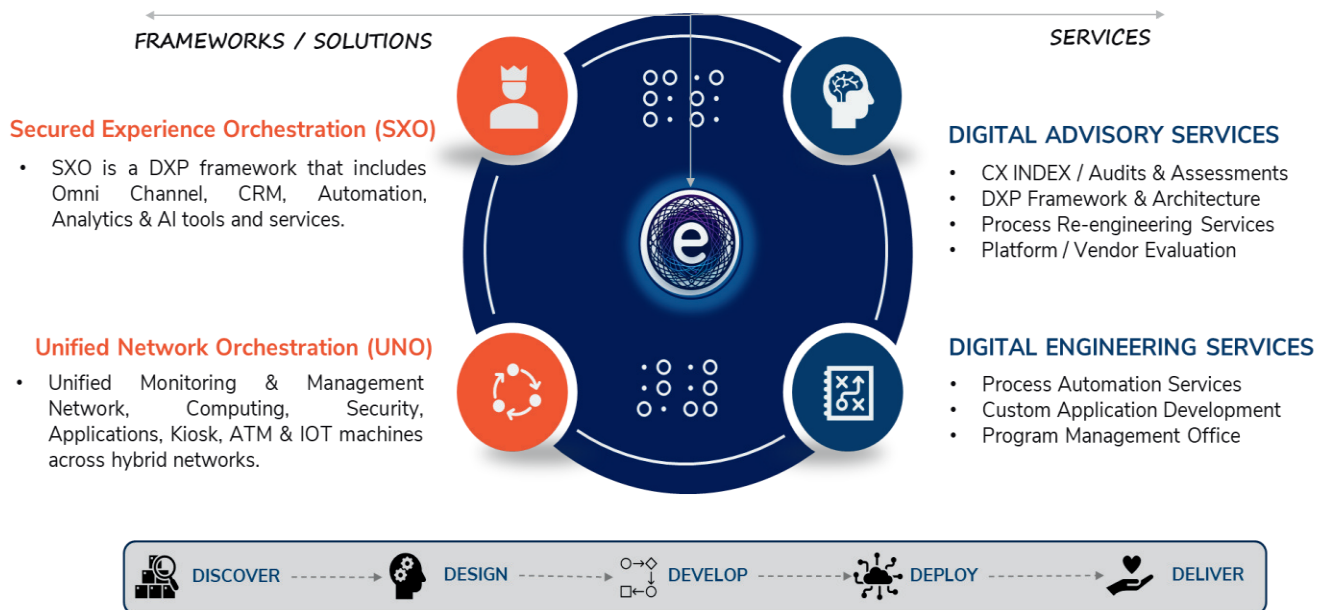 FRAMEWORKS / SOLUTIONS
SERVICES
Secured Experience Orchestration (SXO)
• SXO is a DXP framework that includes
Omni Channel, CRM, Automation,
Analytics & AI tools and services.
DIGITAL ADVISORY SERVICES
• CX INDEX / Audits & Assessments
• DXP Framework & Architecture
• Process Re-engineering Services
• Platform / Vendor Evaluation
e
Unified Network Orchestration (UNO)
• Unified Monitoring & Management
Network, Computing, Security,
Applications, Kiosk, ATM & IOT machines
across hybrid networks.
DIGITAL ENGINEERING SERVICES
• Process Automation Services
• Custom Application Development
• Program Management Office
DISCOVER
DESIGN
DEVELOP
DEPLOY
DELIVER